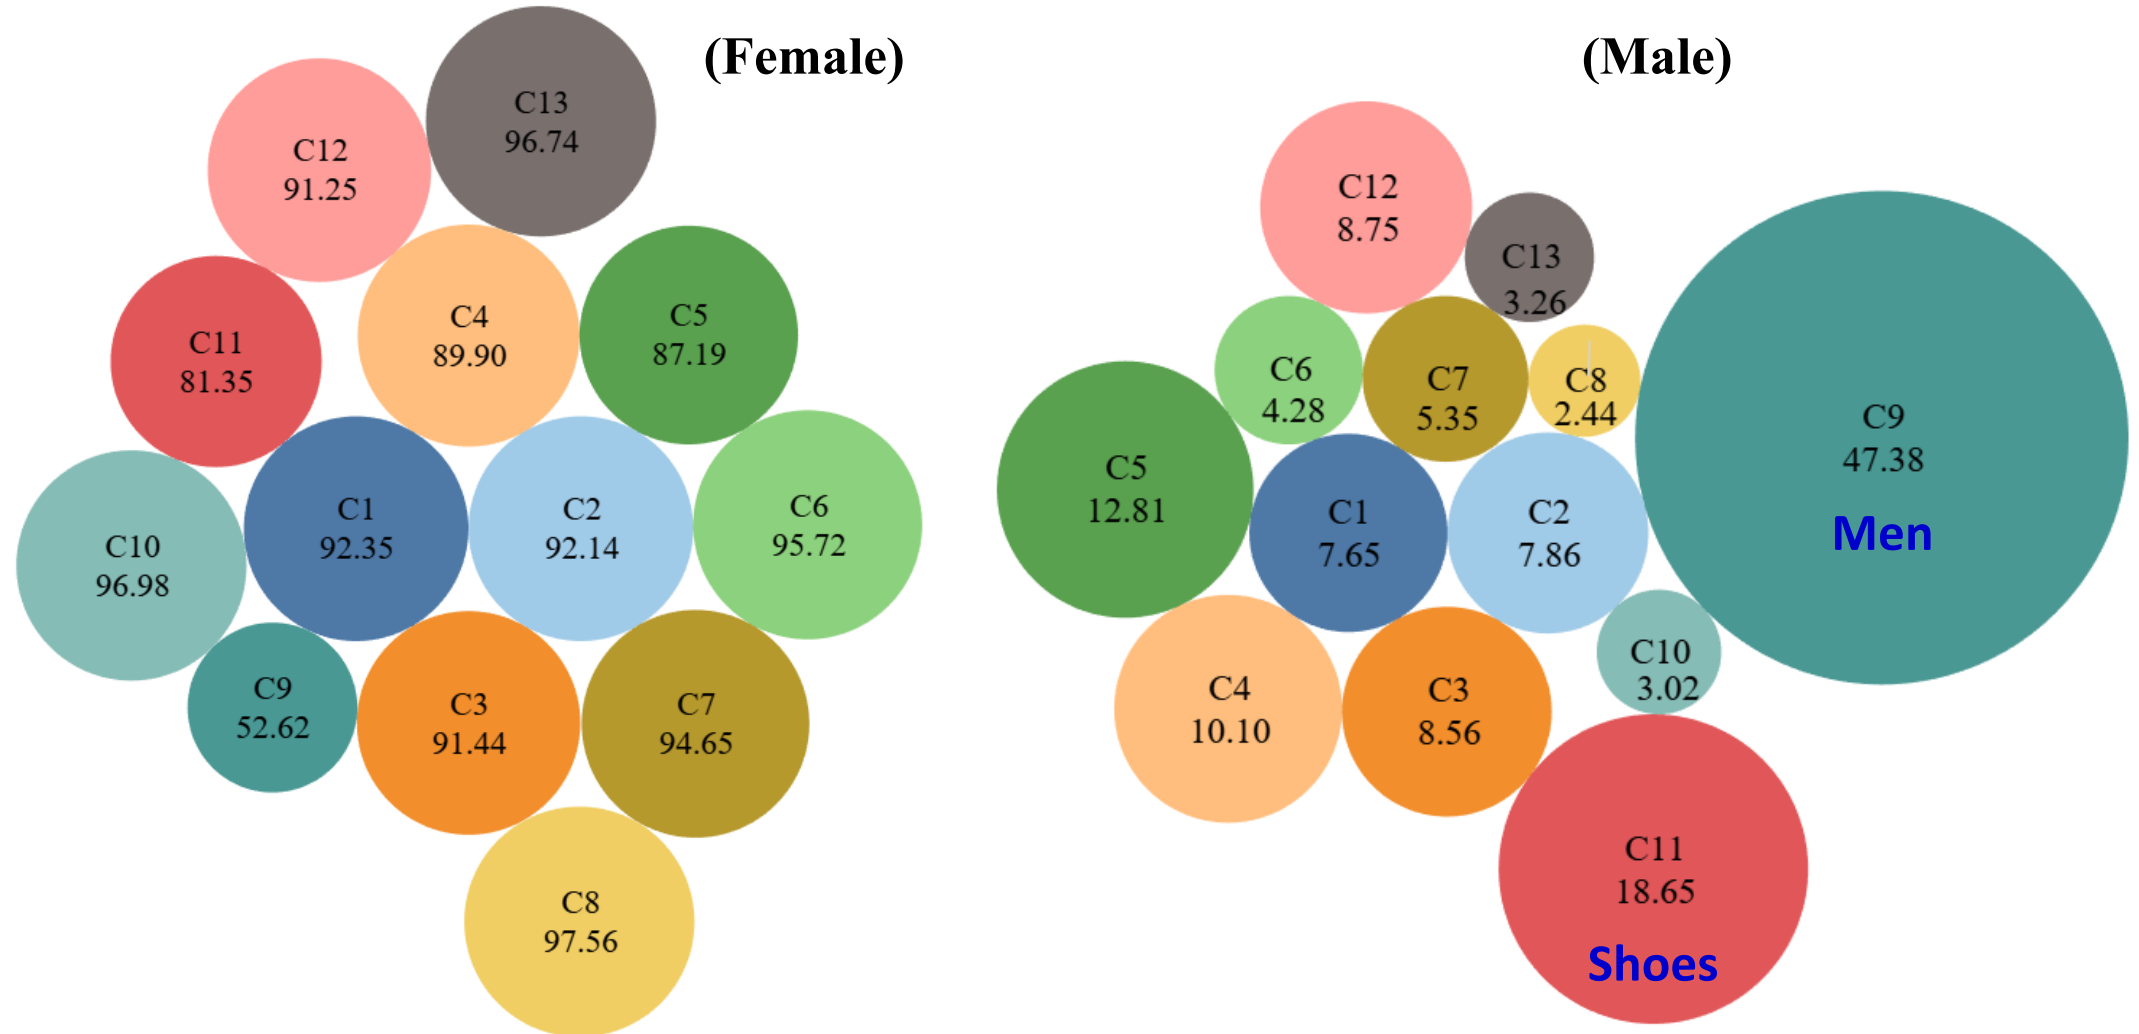 (Female)
C13
96.74
C12
91.25
C4
89.90
C5
87.19
C11
81.35
C1
92.35
C2
92.14
C6
95.72
C10
96.98
C9
52.62
C3
91.44
C7
94.65
C8
97.56
(Male)
C12
8.75
C13
3.26
C6
4.28
C7
5.35
C8
2.44
C9
47.38
Men
C5
12.81
C1
7.65
C2
7.86
C10
3.02
C4
10.10
C3
8.56
C11
18.65
Shoes